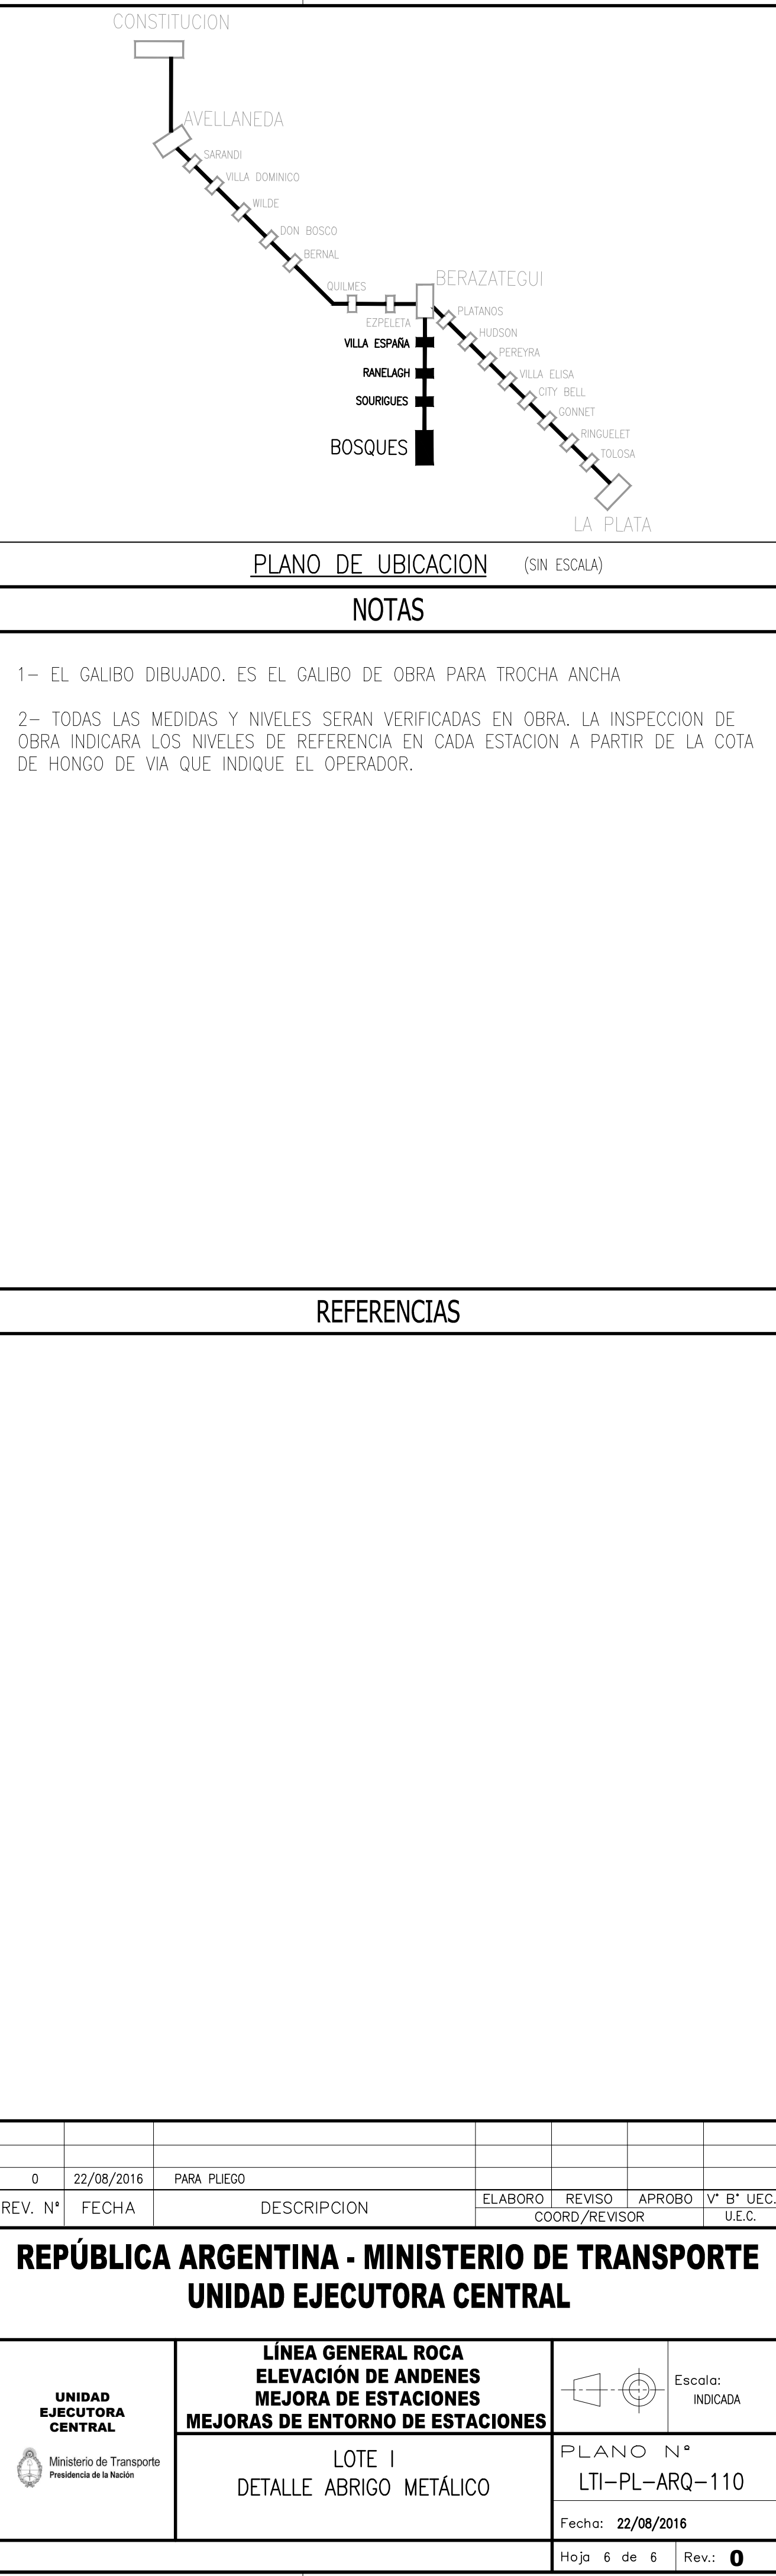 CONSTITUCION
AVELLANEDA
SARANDI
VILLA DOMINICO
WILDE
DON BOSCO
BERNAL
QUILMES
EZPELETA
BERAZATEGUI
PLATANOS
HUDSON
PEREYRA
VILLA ELISA
CITY BELL
GONNET
RINGUELET
TOLOSA
LA PLATA
VILLA ESPAÑA
RANELAGH
SOURIGUES
BOSQUES
PLANO DE UBICACION (SIN ESCALA)
NOTAS
1- EL GALIBO DIBUJADO. ES EL GALIBO DE OBRA PARA TROCHA ANCHA
2- TODAS LAS MEDIDAS Y NIVELES SERAN VERIFICADAS EN OBRA. LA INSPECCION DE
OBRA INDICARA LOS NIVELES DE REFERENCIA EN CADA ESTACION A PARTIR DE LA COTA
DE HONGO DE VIA QUE INDIQUE EL OPERADOR.
REFERENCIAS
0 22/08/2016 PARA PLIEGO
REV. Nº FECHA DESCRIPCION ELABORO REVISO APROBO V° B° UEC.
COORD/REVISOR U.E.C.
REPÚBLICA ARGENTINA - MINISTERIO DE TRANSPORTE
UNIDAD EJECUTORA CENTRAL
UNIDAD
EJECUTORA
CENTRAL
Ministerio de Transporte
Presidencia de la Nación
LÍNEA GENERAL ROCA
ELEVACIÓN DE ANDENES
MEJORA DE ESTACIONES
MEJORAS DE ENTORNO DE ESTACIONES
LOTE I
DETALLE ABRIGO METÁLICO
Escala:
INDICADA
PLANO Nº
LTI-PL-ARQ-110
Fecha: 22/08/2016
Hoja 6 de 6 Rev.: 0